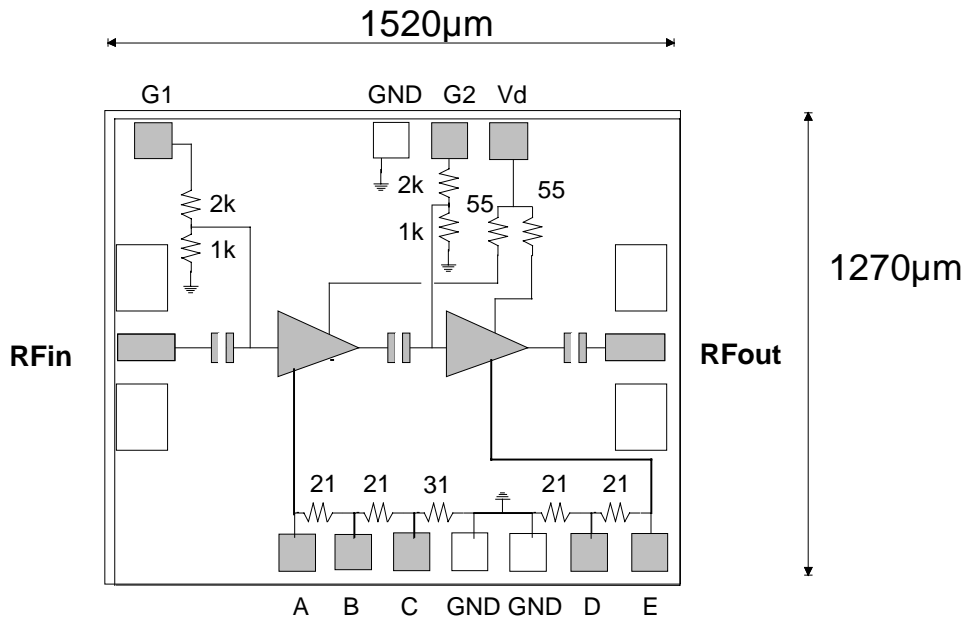 1520µm
G1 GND G2 Vd
2k 2k 55 55
1k 1k
1270µm
RFin RFout
21 21 31 21 21
A B C GND GND D E